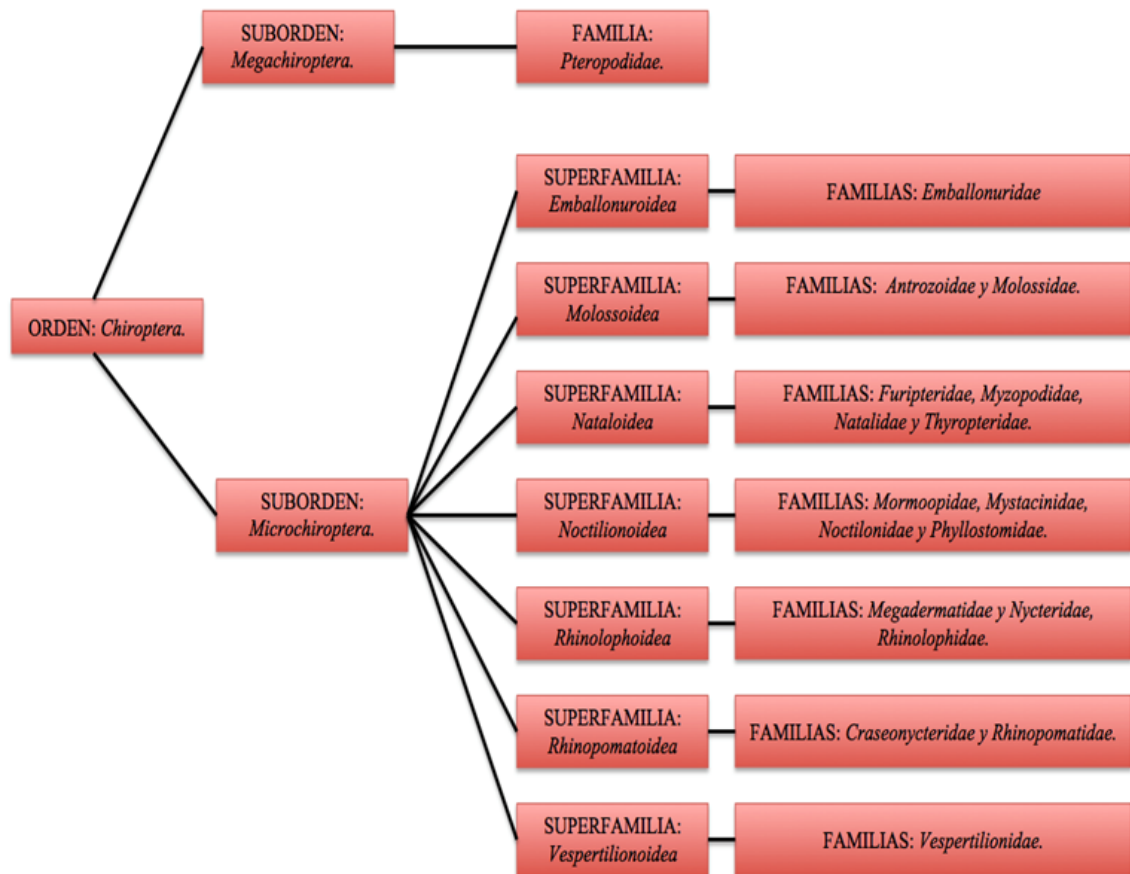 SUBORDEN:
Megachiroptera.
FAMILIA:
Pteropodidae.
SUPERFAMILIA:
Emballonuroidea
FAMILIAS: Emballonuridae
SUPERFAMILIA:
Molossoidea
FAMILIAS: Antrozoidae y Molossidae.
ORDEN: Chiroptera.
SUPERFAMILIA:
Nataloidea
FAMILIAS: Furipteridae, Myzopodidae,
Natalidae y Thyropteridae.
SUBORDEN:
Microchiroptera.
SUPERFAMILIA:
Noctilionoidea
FAMILIAS: Mormoopidae, Mystacinidae,
Noctilonidae y Phyllostomidae.
SUPERFAMILIA:
Rhinolophoidea
FAMILIAS: Megadermatidae y Nycteridae,
Rhinolophidae.
SUPERFAMILIA:
Rhinopomatoidea
FAMILIAS: Craseonycteridae y Rhinopomatidae.
SUPERFAMILIA:
Vespertilionoidea
FAMILIAS: Vespertilionidae.